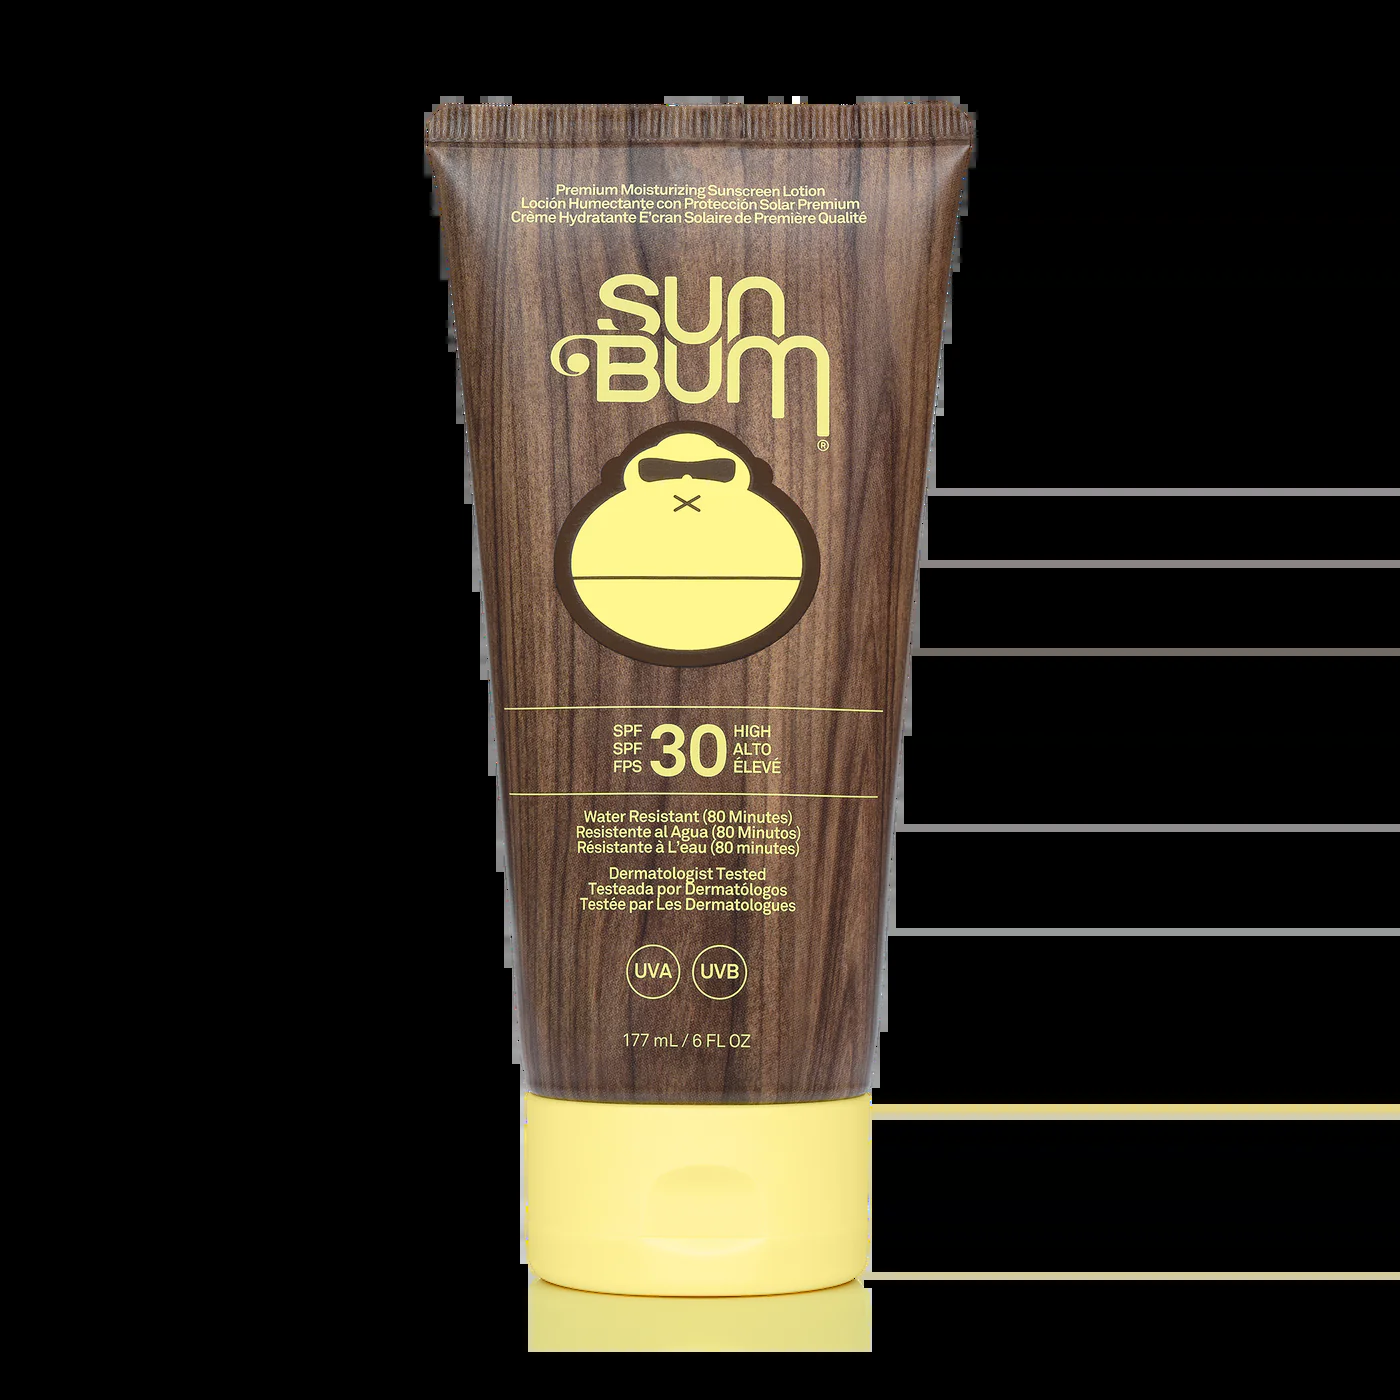 Premium Moisturizing Sunscreen Lotion
Loción Humectante con Protección Solar Premium
Crème Hydratante E'cran Solaire de Première Qualité
SUN
BUM
®
SPF 30 HIGH
SPF ALTO
FPS ÉLEVÉ
Water Resistant (80 Minutes)
Resistente al Agua (80 Minutos)
Résistante à L'eau (80 minutes)
Dermatologist Tested
Testeada por Dermatólogos
Testée par Les Dermatologues
UVA UVB
177 mL / 6 FL OZ